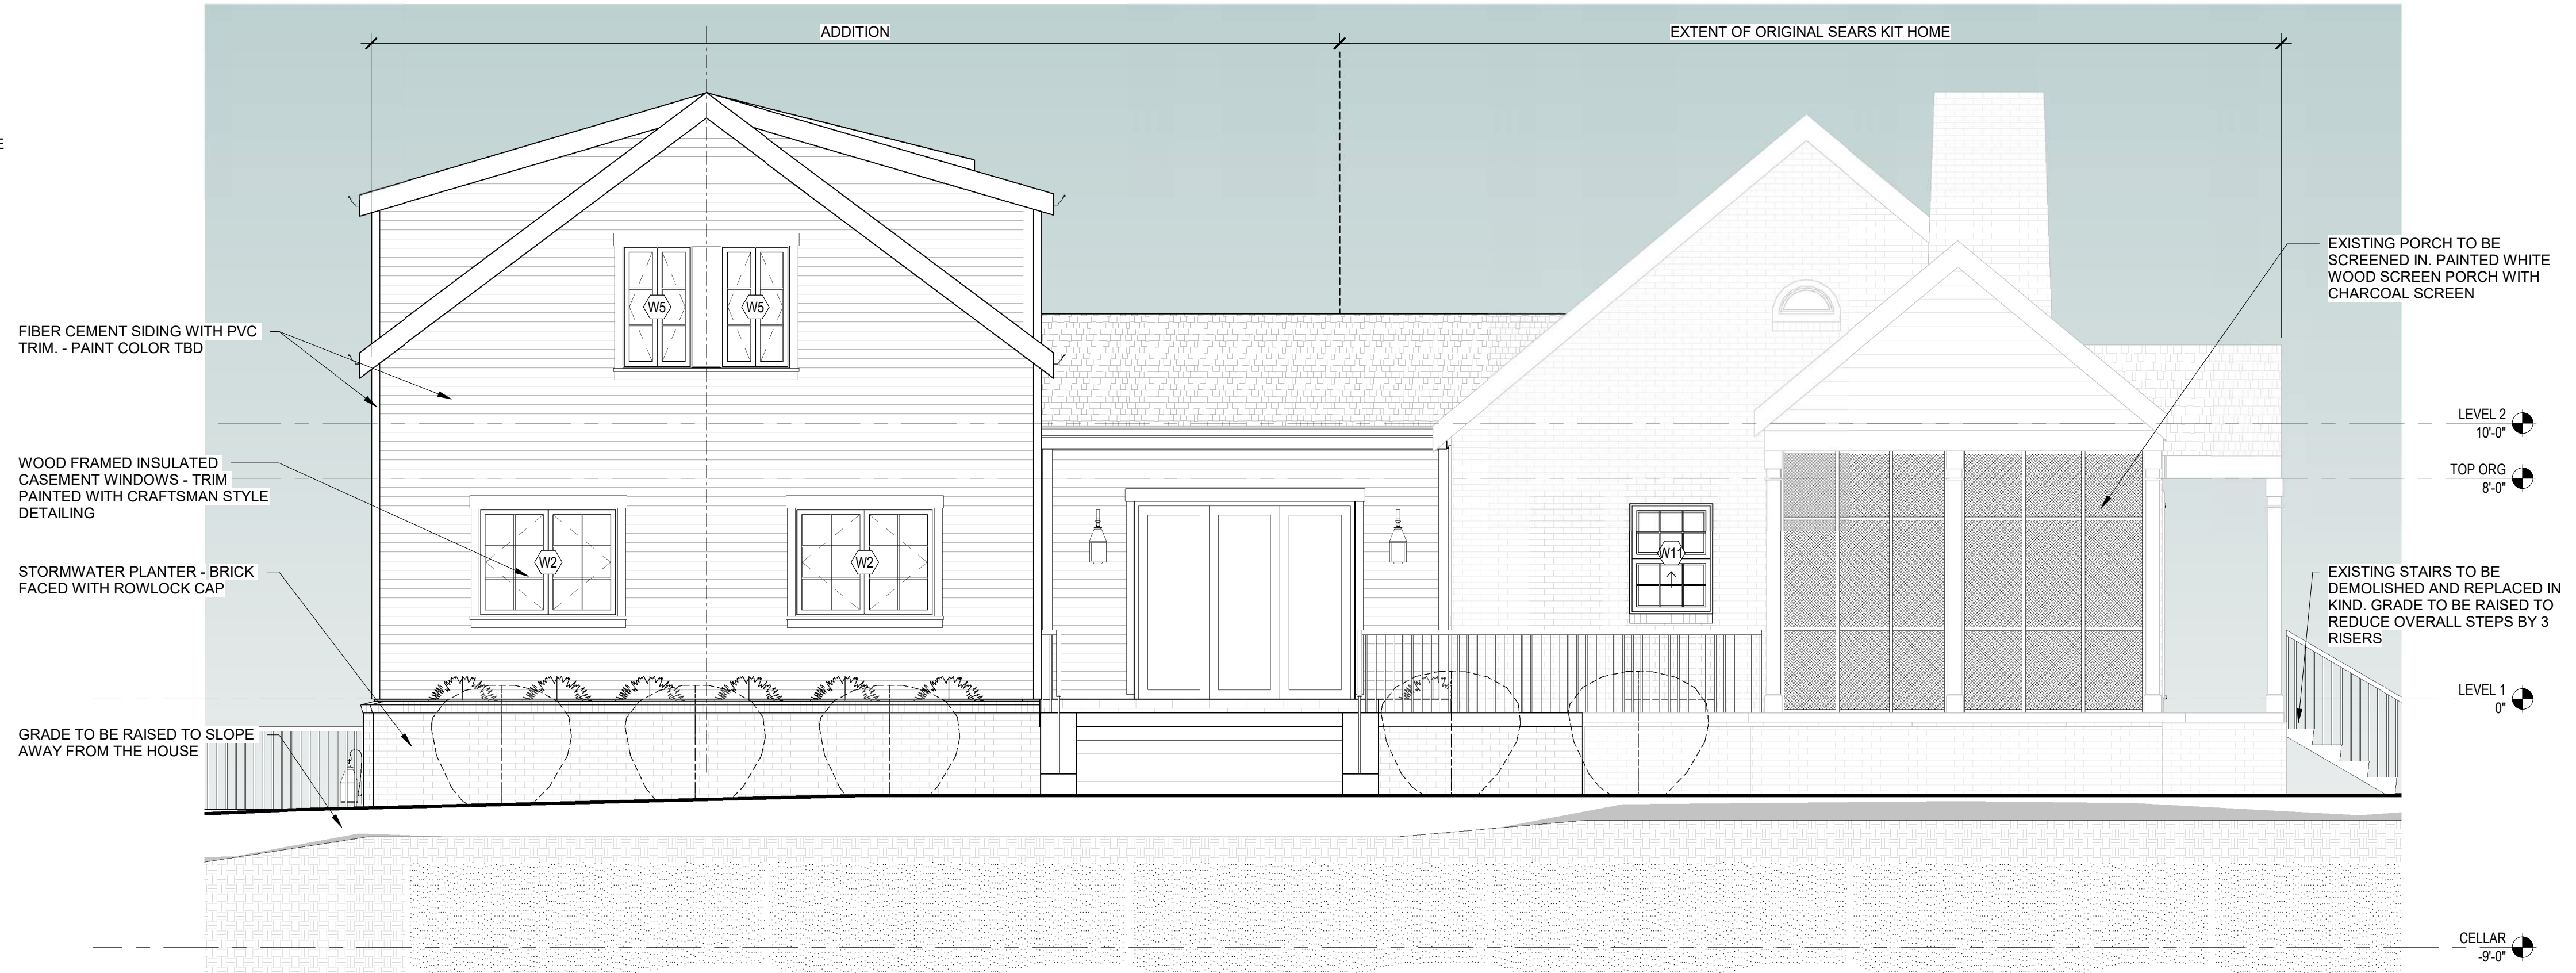 ADDITION
EXTENT OF ORIGINAL SEARS KIT HOME
E
FIBER CEMENT SIDING WITH PVC
TRIM. - PAINT COLOR TBD
WOOD FRAMED INSULATED
CASEMENT WINDOWS - TRIM
PAINTED WITH CRAFTSMAN STYLE
DETAILING
STORMWATER PLANTER - BRICK
FACED WITH ROWLOCK CAP
GRADE TO BE RAISED TO SLOPE
AWAY FROM THE HOUSE
W5
W5
W2
W2
W11
EXISTING PORCH TO BE
SCREENED IN. PAINTED WHITE
WOOD SCREEN PORCH WITH
CHARCOAL SCREEN
LEVEL 2
10'-0"
TOP ORG
8'-0"
EXISTING STAIRS TO BE
DEMOLISHED AND REPLACED IN
KIND. GRADE TO BE RAISED TO
REDUCE OVERALL STEPS BY 3
RISERS
LEVEL 1
0"
CELLAR
-9'-0"